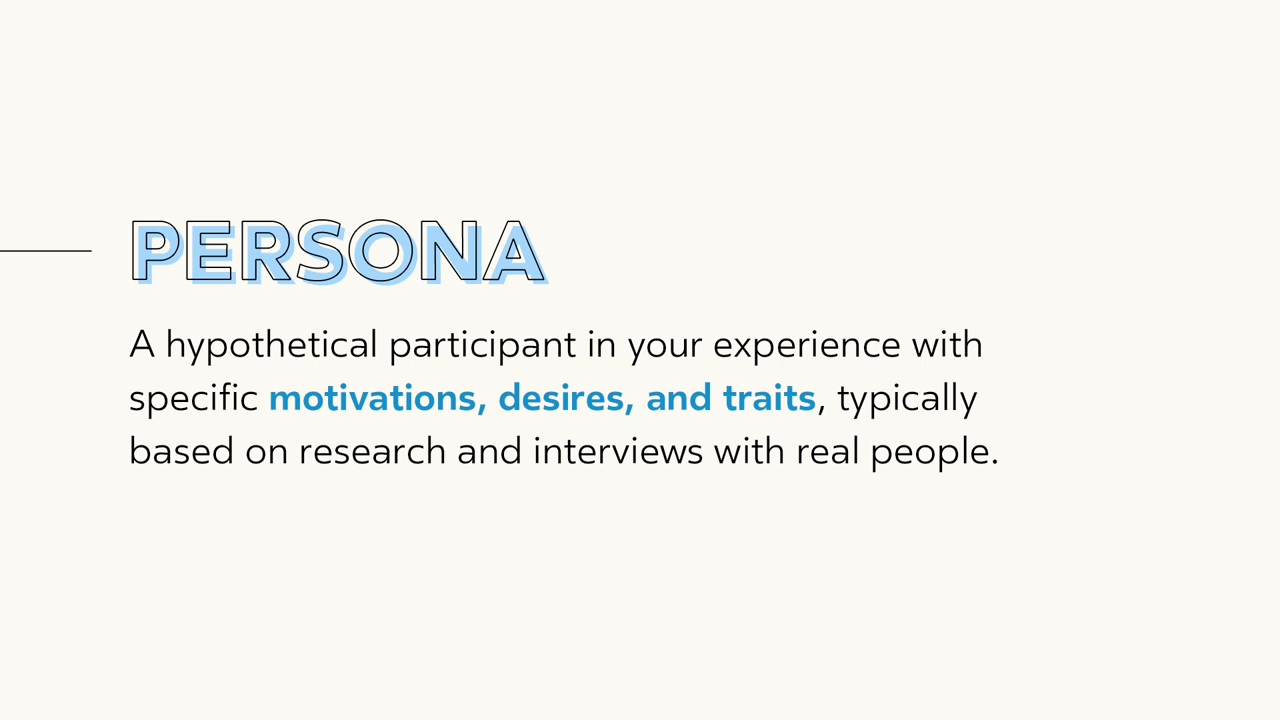 PERSONA
A hypothetical participant in your experience with
specific motivations, desires, and traits, typically
based on research and interviews with real people.